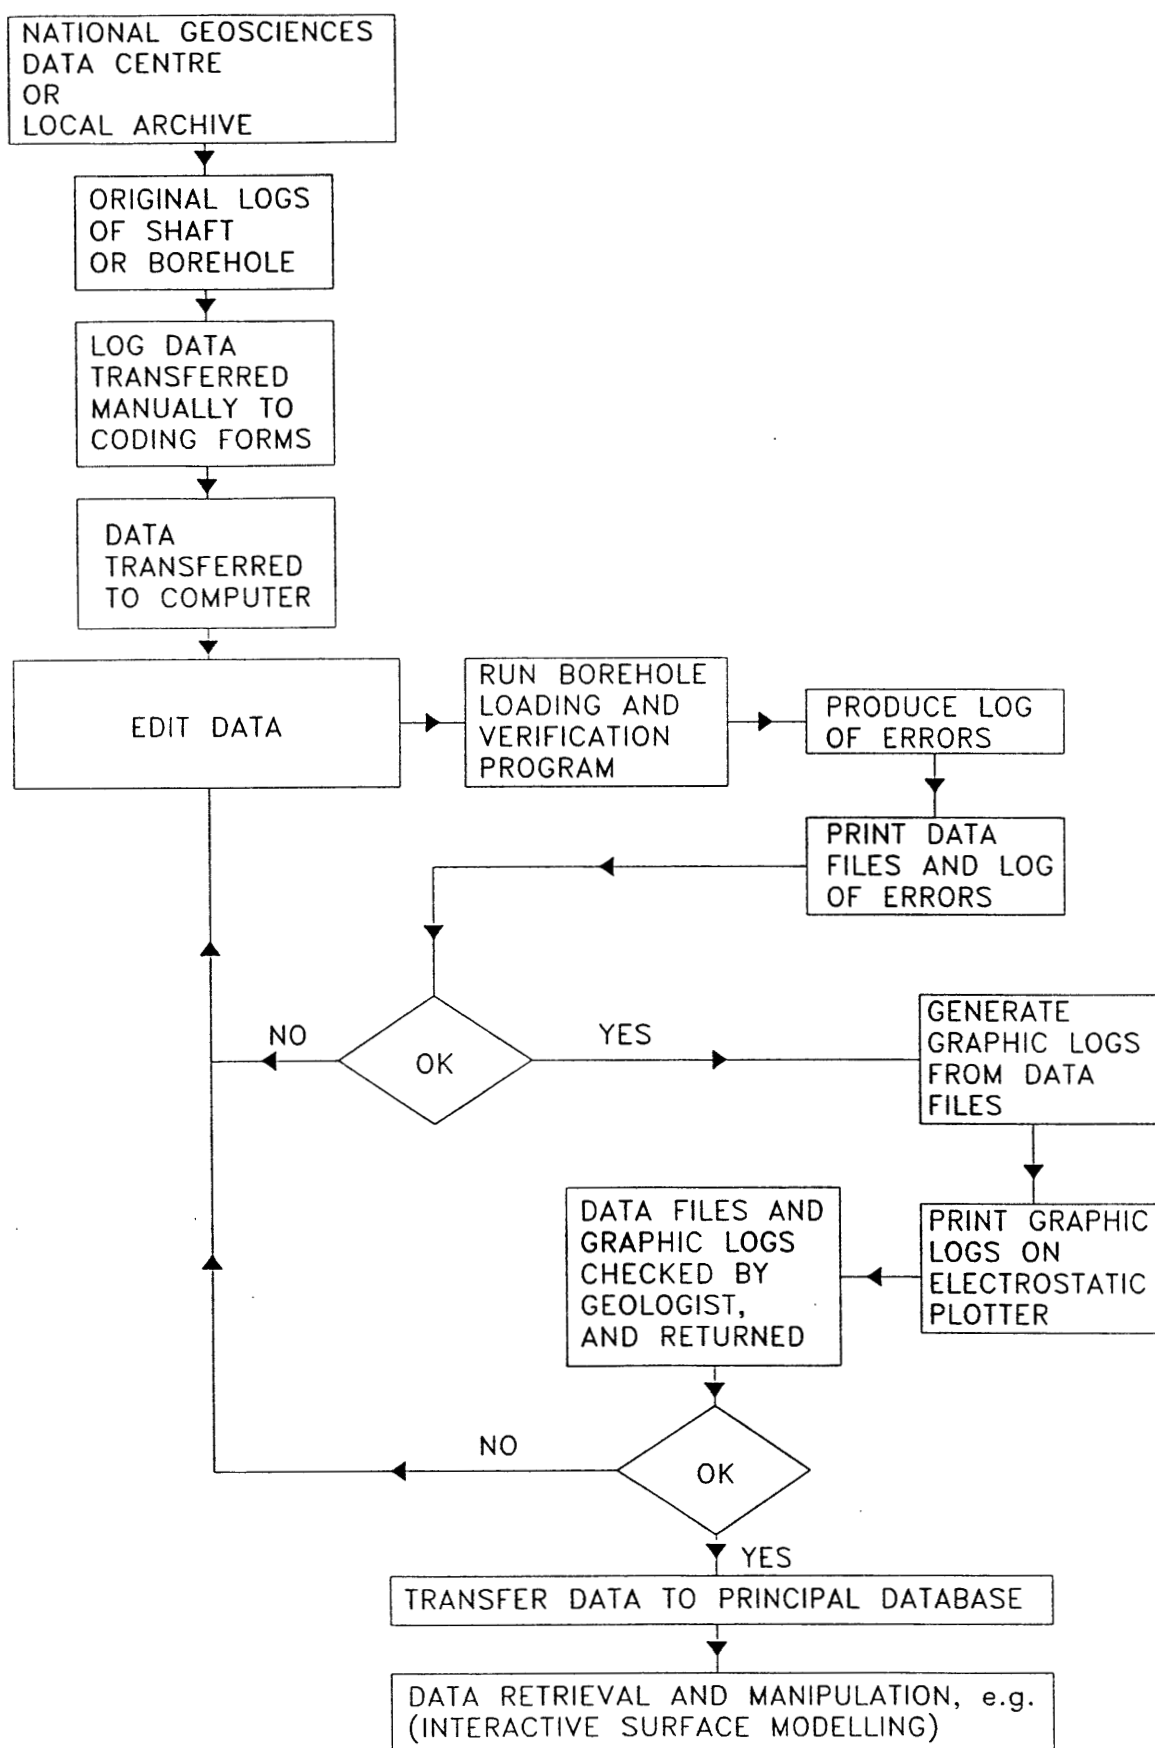 NATIONAL GEOSCIENCES
DATA CENTRE
OR
LOCAL ARCHIVE
ORIGINAL LOGS
OF SHAFT
OR BOREHOLE
LOG DATA
TRANSFERRED
MANUALLY TO
CODING FORMS
DATA
TRANSFERRED
TO COMPUTER
EDIT DATA
RUN BOREHOLE
LOADING AND
VERIFICATION
PROGRAM
PRODUCE LOG
OF ERRORS
PRINT DATA
FILES AND LOG
OF ERRORS
NO
OK
YES
GENERATE
GRAPHIC LOGS
FROM DATA
FILES
PRINT GRAPHIC
LOGS ON
ELECTROSTATIC
PLOTTER
DATA FILES AND
GRAPHIC LOGS
CHECKED BY
GEOLOGIST,
AND RETURNED
NO
OK
YES
TRANSFER DATA TO PRINCIPAL DATABASE
DATA RETRIEVAL AND MANIPULATION, e.g.
(INTERACTIVE SURFACE MODELLING)